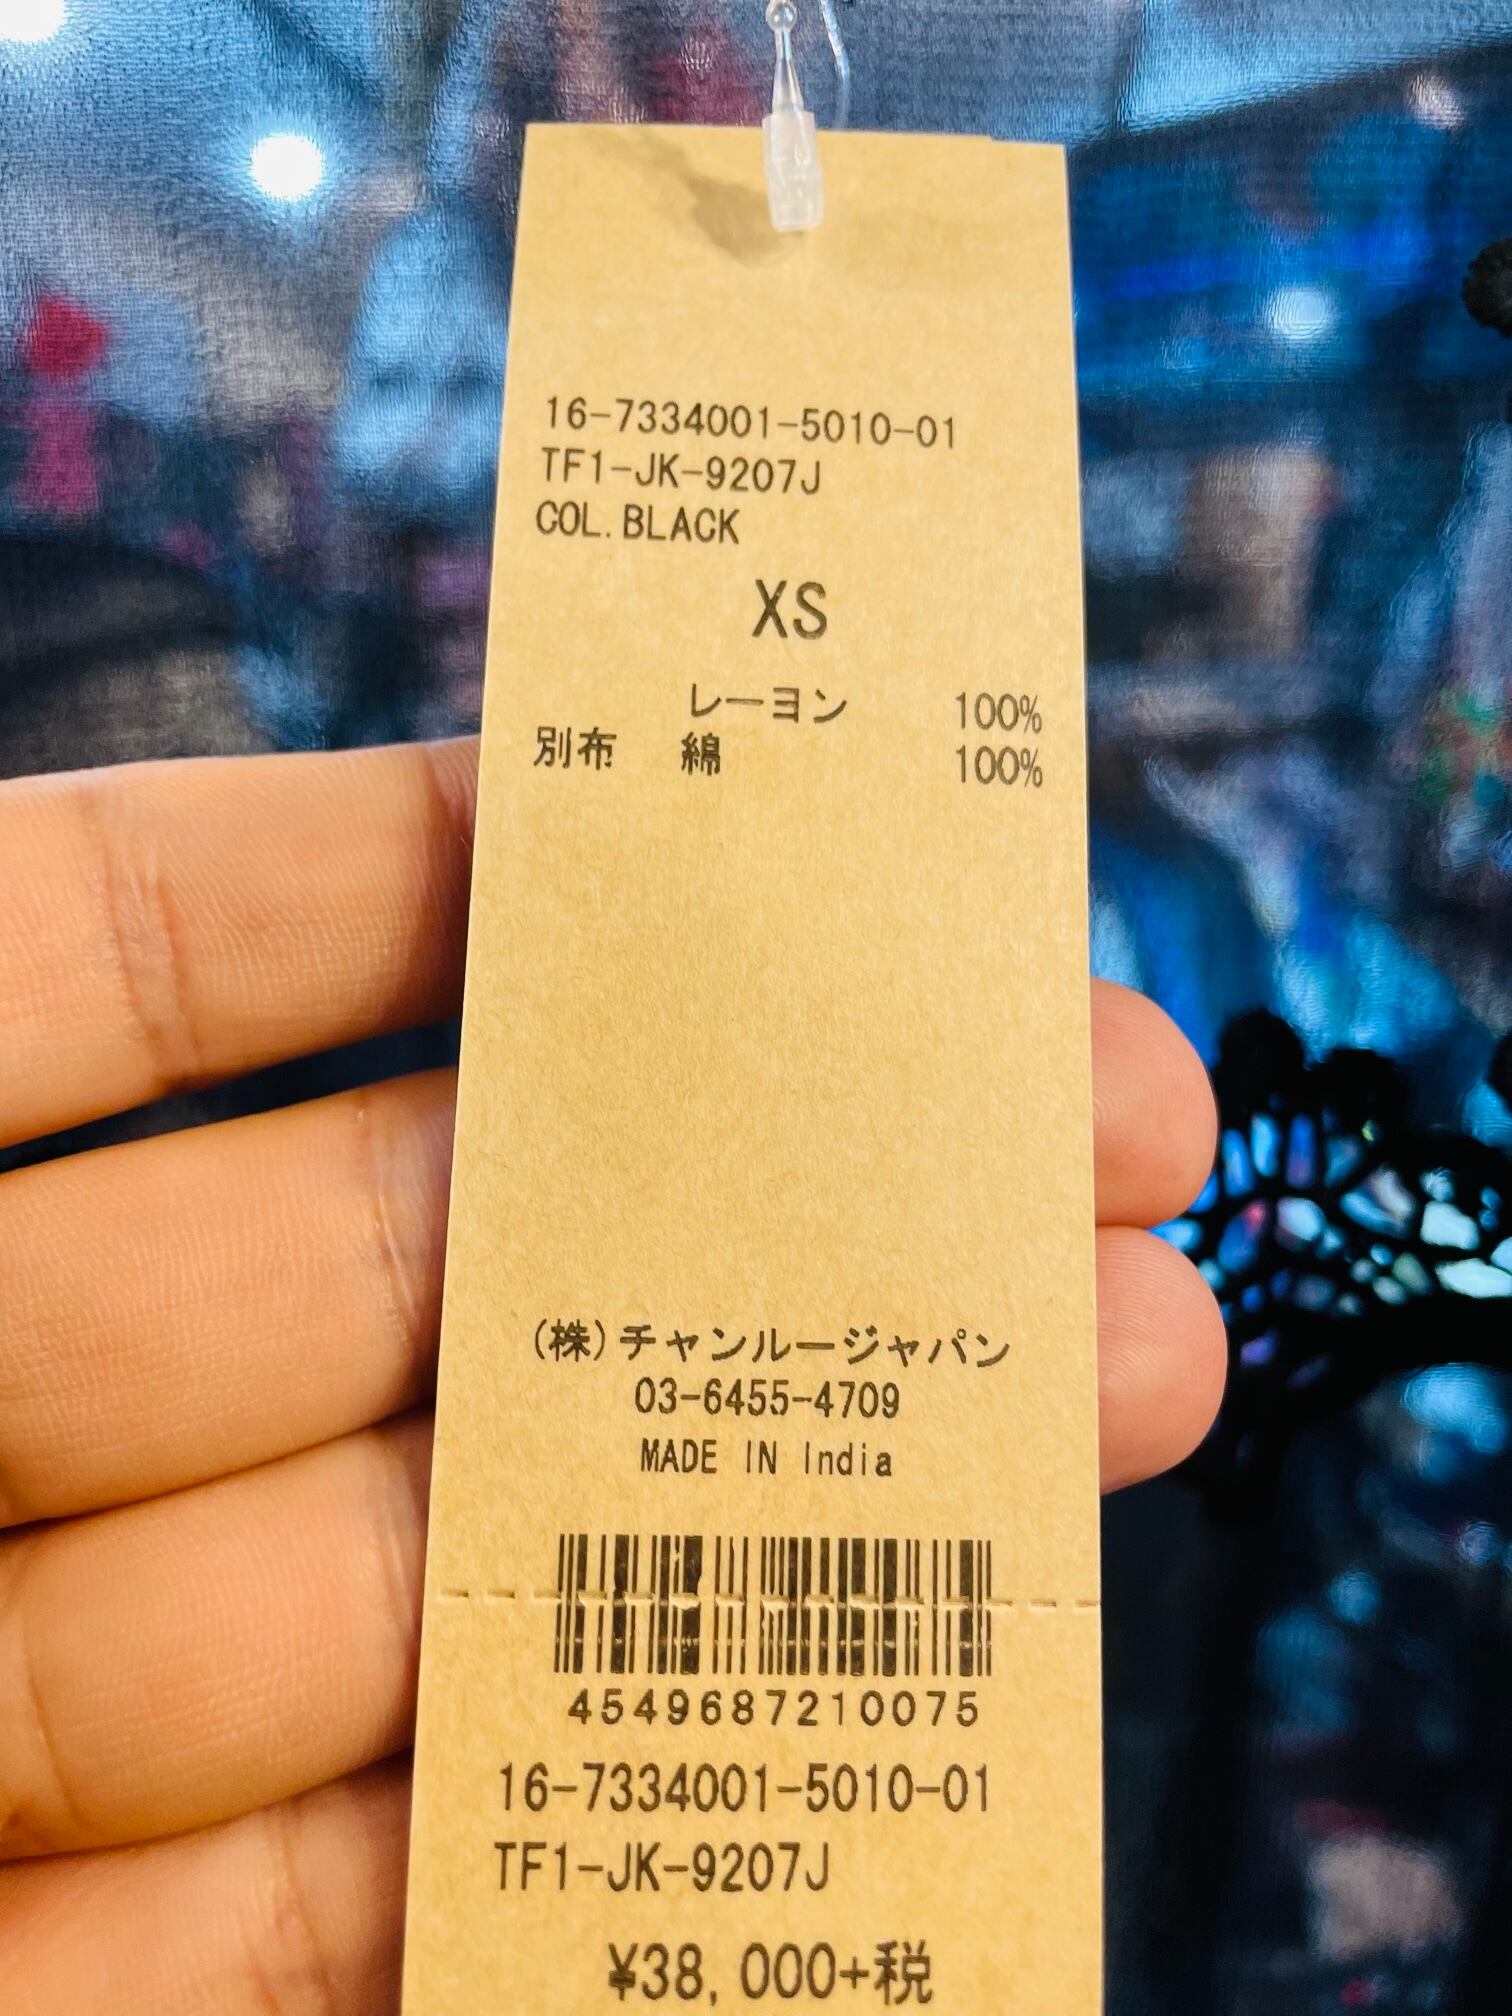 16-7334001-5010-01
TF1-JK-9207J
COL.BLACK
XS
レーヨン 100%
別布 綿 100%
(株)チャンルージャパン
03-6455-4709
MADE IN India
4549687210075
16-7334001-5010-01
TF1-JK-9207J
¥38,000+税